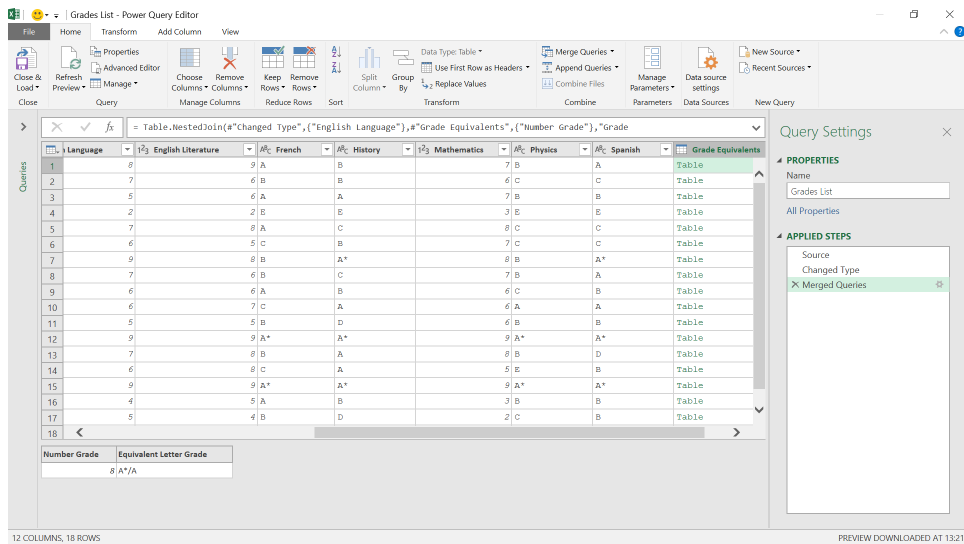 Grades List - Power Query Editor
File Home Transform Add Column View
Close & Load
Close
Refresh Preview
Properties
Advanced Editor
Manage
Query
Choose Columns
Remove Columns
Manage Columns
Keep Rows
Remove Rows
Reduce Rows
Sort
Split Column
Group By
Data Type: Table
Use First Row as Headers
Replace Values
Transform
Merge Queries
Append Queries
Combine Files
Combine
Manage Parameters
Parameters
Data source settings
Data Sources
New Source
Recent Sources
New Query
Queries
fx = Table.NestedJoin(#"Changed Type",{"English Language"},#"Grade Equivalents",{"Number Grade"},"Grade
Language 123 English Literature ABC French ABC History 123 Mathematics ABC Physics ABC Spanish Grade Equivalents
1 8 9 A B 7 B A Table
2 7 6 B B 6 C C Table
3 5 6 A A 7 B B Table
4 2 2 E E 3 E E Table
5 7 8 A C 8 C C Table
6 6 5 C B 7 C C Table
7 9 9 B A* 8 B A* Table
8 7 6 B C 7 B A Table
9 6 6 A B 6 C B Table
10 6 7 C A 6 A A Table
11 5 5 B D 6 B B Table
12 9 9 A* A* 9 A* A* Table
13 7 8 B A 8 B D Table
14 6 8 C A 5 E B Table
15 9 9 A* A* 9 A* A* Table
16 4 5 A B 3 B B Table
17 5 4 B D 2 C B Table
18
Number Grade Equivalent Letter Grade
8 A*/A
Query Settings
PROPERTIES
Name
Grades List
All Properties
APPLIED STEPS
Source
Changed Type
Merged Queries
12 COLUMNS, 18 ROWS PREVIEW DOWNLOADED AT 13:21